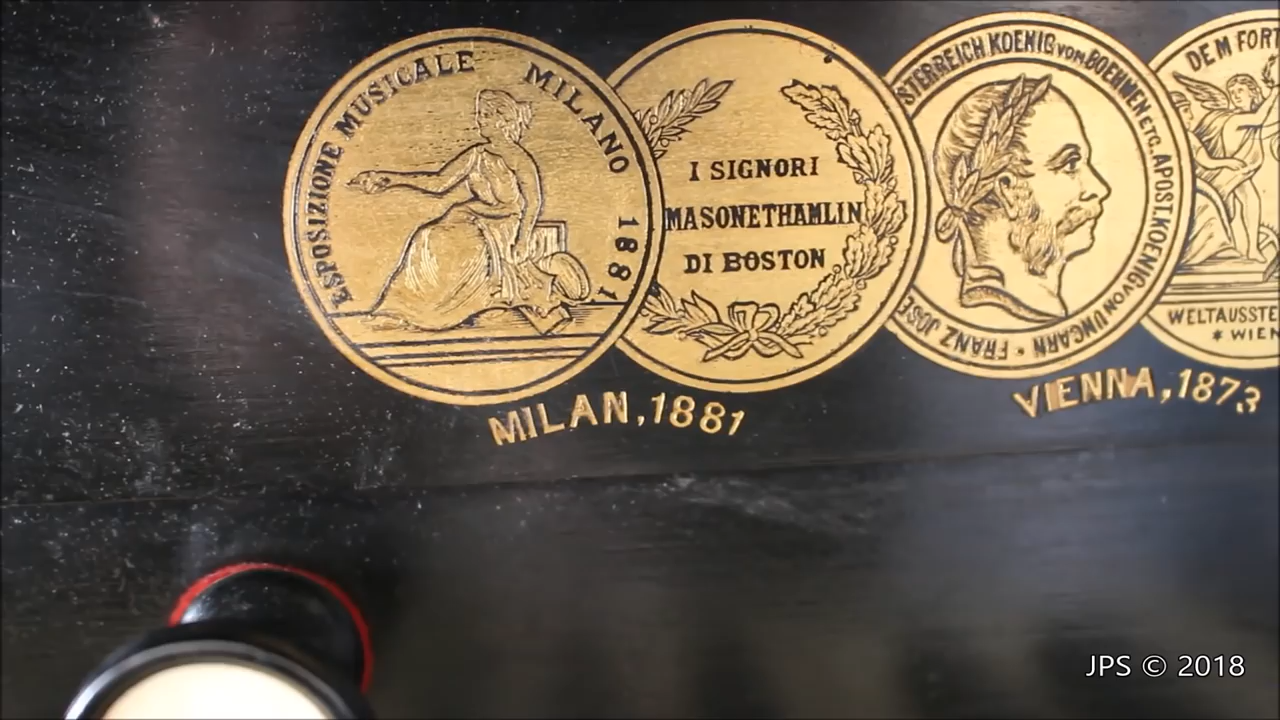 ESPOSIZIONE MUSICALE MILANO 1881
I SIGNORI
MASONETHAMLIN
DI BOSTON
MILAN, 1881
FRANZ JOSE STERREICH KOENIG VON BOEHMEN ETC. APOST. KOENIG VON UNGARN
DEM FORT
WELTAUSSTE
* WIEN
VIENNA, 1873
JPS © 2018